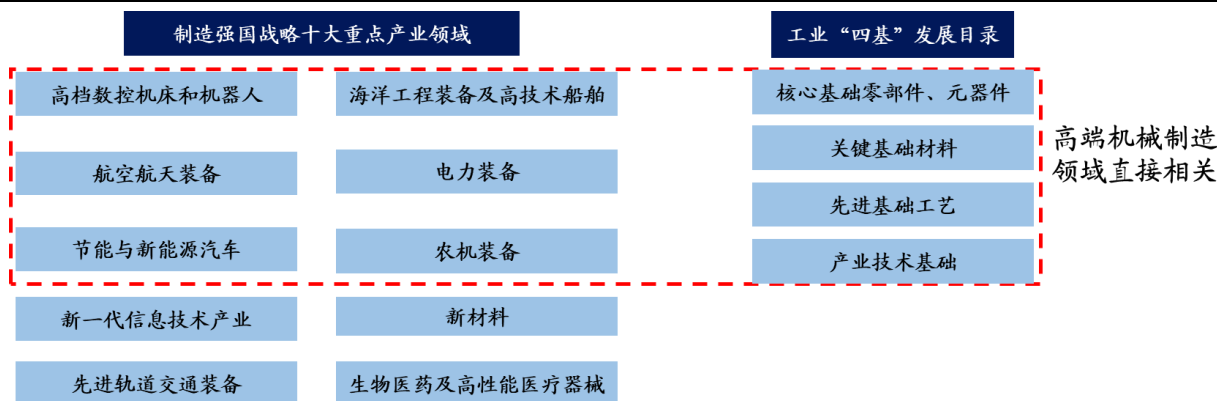 制造强国战略十大重点产业领域
工业“四基”发展目录
高档数控机床和机器人
海洋工程装备及高技术船舶
核心基础零部件、元器件
航空航天装备
电力装备
关键基础材料
节能与新能源汽车
农机装备
先进基础工艺
产业技术基础
高端机械制造
领域直接相关
新一代信息技术产业
新材料
先进轨道交通装备
生物医药及高性能医疗器械